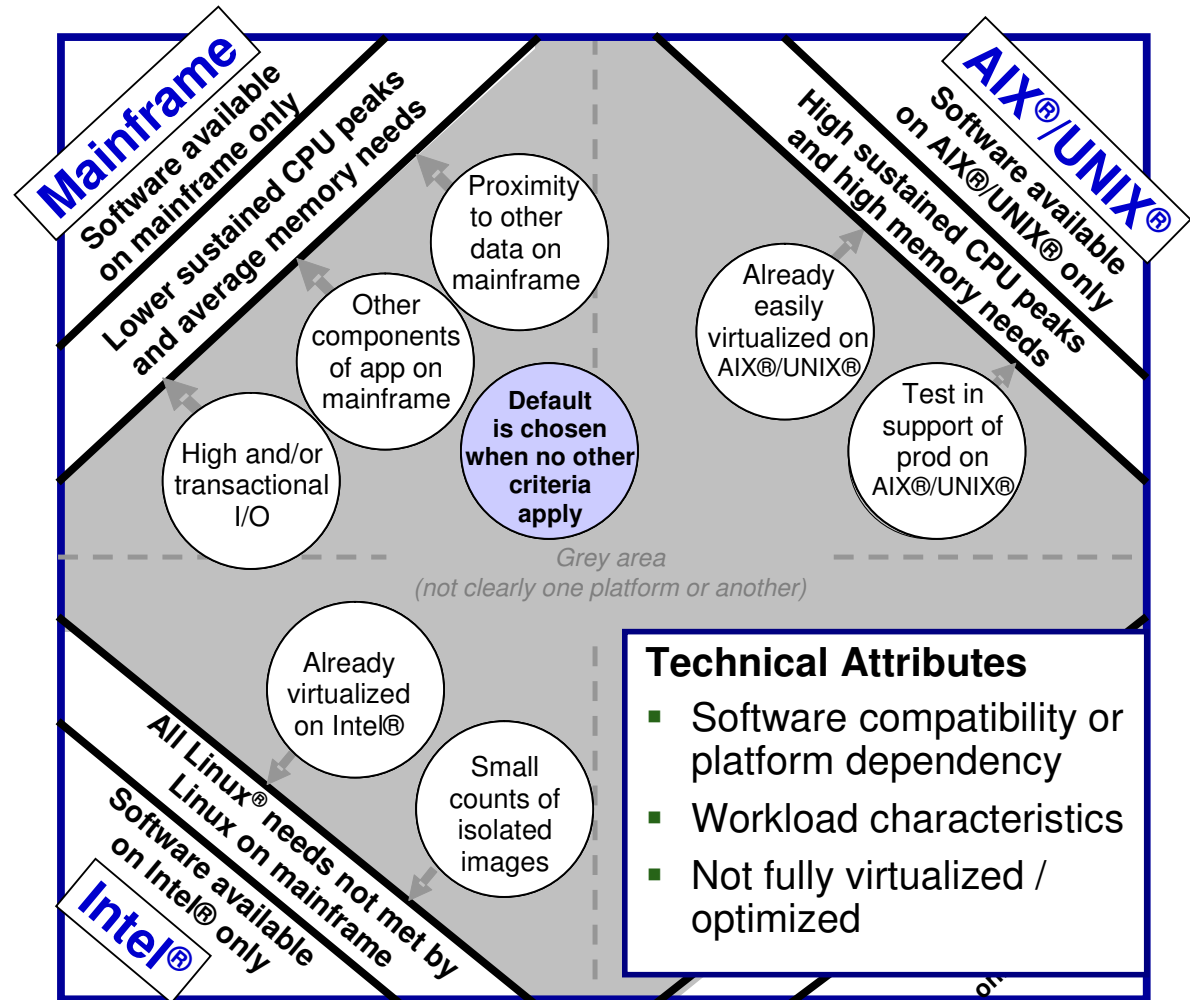 Mainframe
Software available
on mainframe only
Lower sustained CPU peaks
and average memory needs
AIX®/UNIX®
Software available
on AIX®/UNIX® only
High sustained CPU peaks
and high memory needs
Proximity
to other
data on
mainframe
Other
components
of app on
mainframe
High and/or
transactional
I/O
Default
is chosen
when no other
criteria
apply
Already
easily
virtualized on
AIX®/UNIX®
Test in
support of
prod on
AIX®/UNIX®
Grey area
(not clearly one platform or another)
Already
virtualized
on Intel®
Small
counts of
isolated
images
All Linux® needs not met by
Linux on mainframe
Software available
on Intel® only
Intel®
Technical Attributes
▪ Software compatibility or
platform dependency
▪ Workload characteristics
▪ Not fully virtualized /
optimized
on